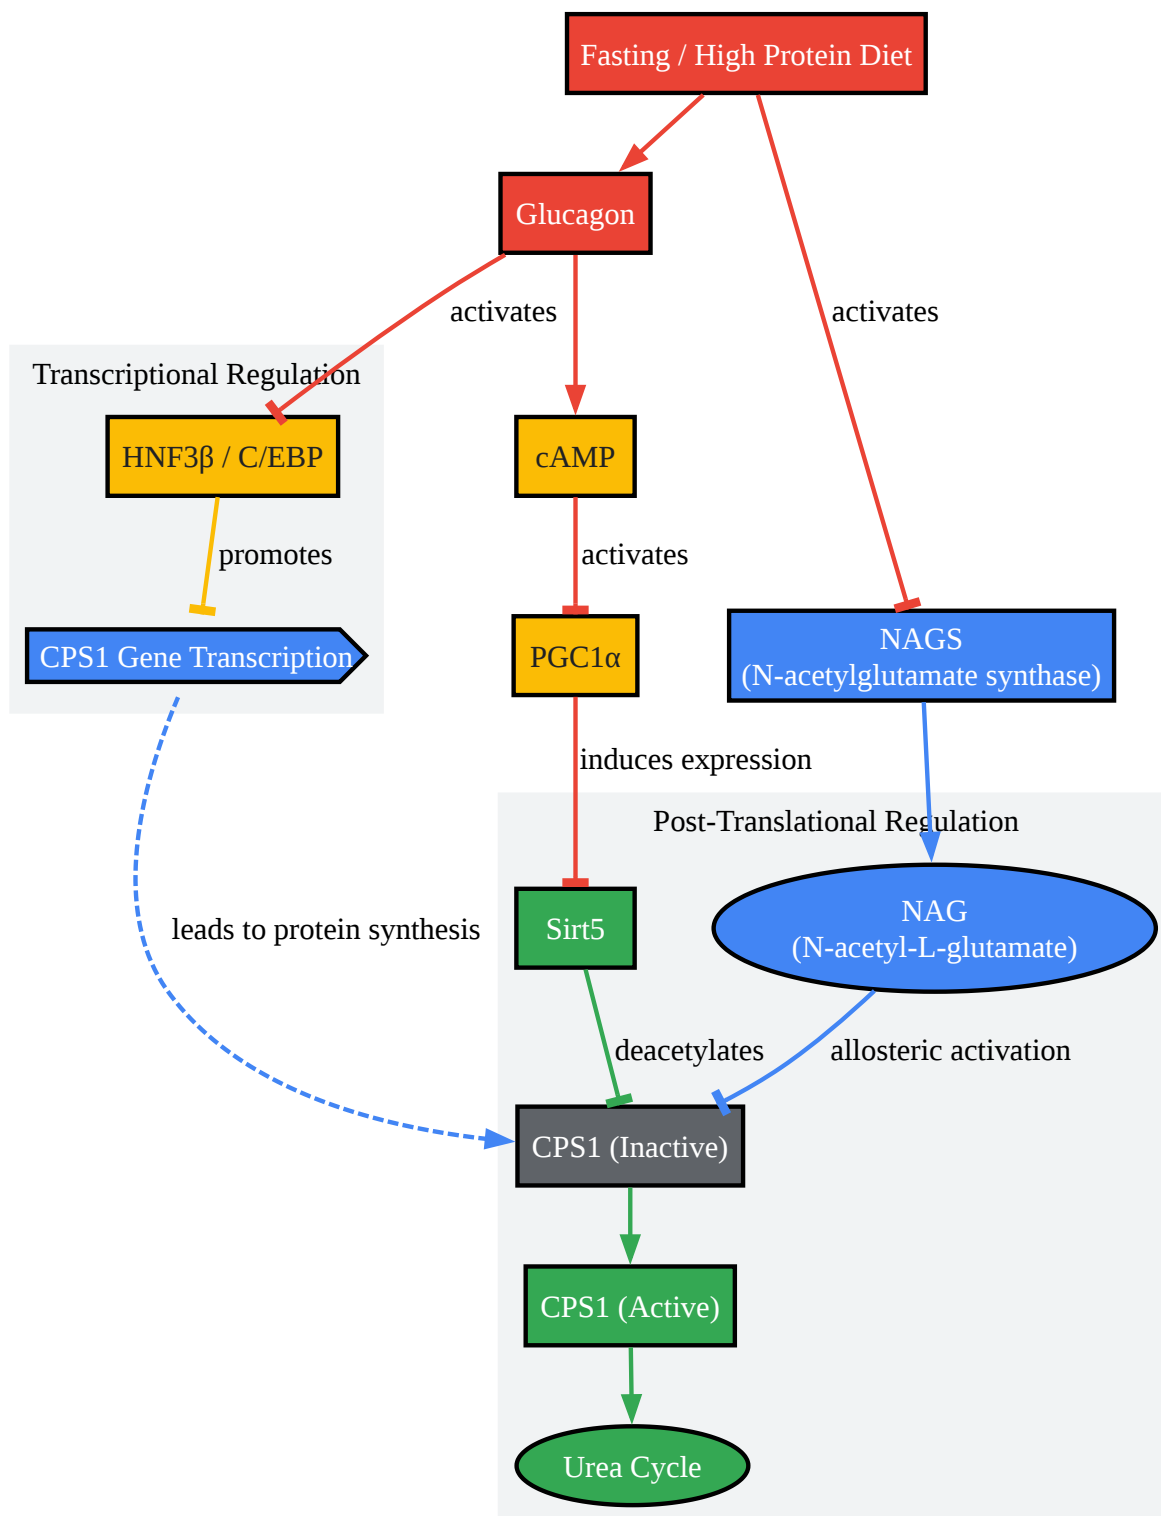 Fasting / High Protein Diet
Glucagon
activates
activates
Transcriptional Regulation
HNF3β / C/EBP
cAMP
promotes
activates
CPS1 Gene Transcription
PGC1α
NAGS
(N-acetylglutamate synthase)
induces expression
Post-Translational Regulation
leads to protein synthesis
Sirt5
NAG
(N-acetyl-L-glutamate)
deacetylates
allosteric activation
CPS1 (Inactive)
CPS1 (Active)
Urea Cycle